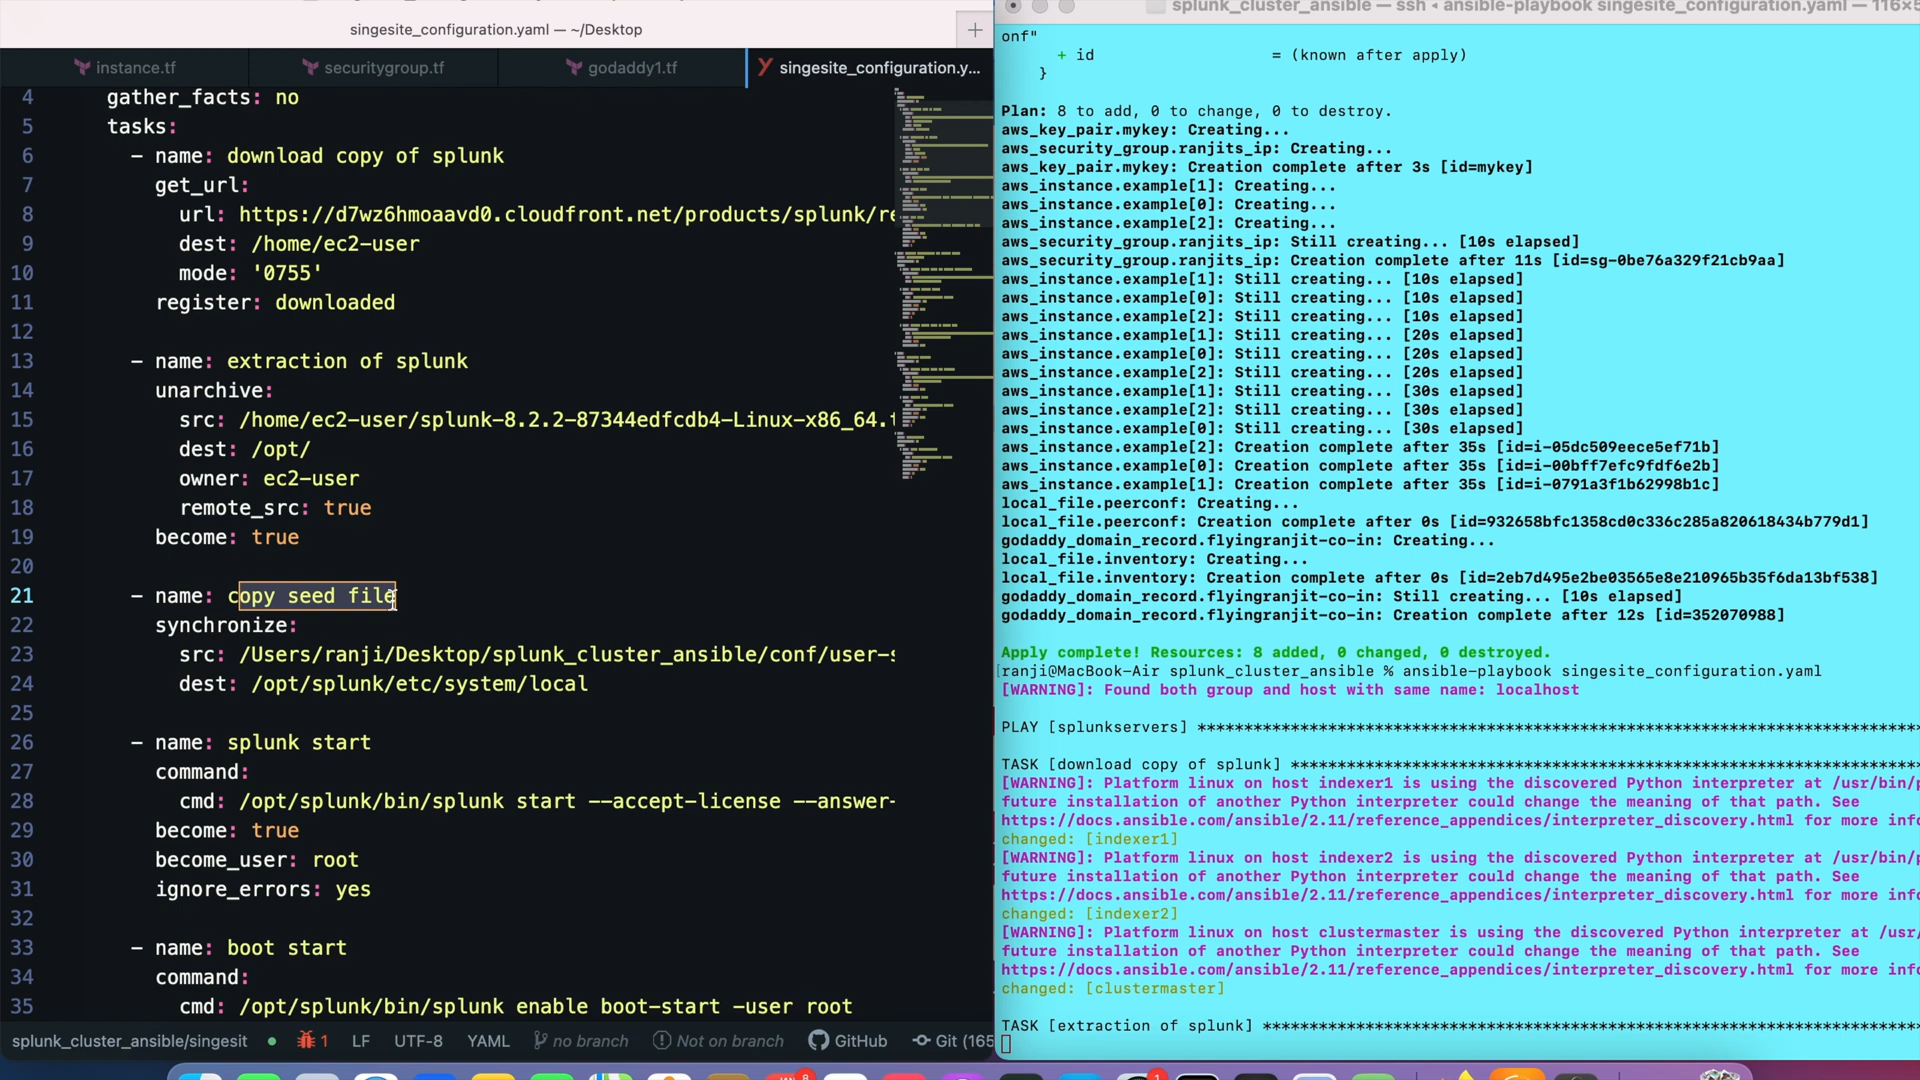 singesite_configuration.yaml — ~/Desktop
instance.tf
securitygroup.tf
godaddy1.tf
singesite_configuration.y...
4 gather_facts: no
5 tasks:
6 - name: download copy of splunk
7 get_url:
8 url: https://d7wz6hmoaavd0.cloudfront.net/products/splunk/re
9 dest: /home/ec2-user
10 mode: '0755'
11 register: downloaded
12
13 - name: extraction of splunk
14 unarchive:
15 src: /home/ec2-user/splunk-8.2.2-87344edfcdb4-Linux-x86_64.t
16 dest: /opt/
17 owner: ec2-user
18 remote_src: true
19 become: true
20
21 - name: copy seed file
22 synchronize:
23 src: /Users/ranji/Desktop/splunk_cluster_ansible/conf/user-s
24 dest: /opt/splunk/etc/system/local
25
26 - name: splunk start
27 command:
28 cmd: /opt/splunk/bin/splunk start --accept-license --answer-
29 become: true
30 become_user: root
31 ignore_errors: yes
32
33 - name: boot start
34 command:
35 cmd: /opt/splunk/bin/splunk enable boot-start -user root
splunk_cluster_ansible/singesit 1 LF UTF-8 YAML no branch Not on branch GitHub Git (165
splunk_cluster_ansible — ssh ◂ ansible-playbook singesite_configuration.yaml — 116×5
onf"
+ id = (known after apply)
}
Plan: 8 to add, 0 to change, 0 to destroy.
aws_key_pair.mykey: Creating...
aws_security_group.ranjits_ip: Creating...
aws_key_pair.mykey: Creation complete after 3s [id=mykey]
aws_instance.example[1]: Creating...
aws_instance.example[0]: Creating...
aws_instance.example[2]: Creating...
aws_security_group.ranjits_ip: Still creating... [10s elapsed]
aws_security_group.ranjits_ip: Creation complete after 11s [id=sg-0be76a329f21cb9aa]
aws_instance.example[1]: Still creating... [10s elapsed]
aws_instance.example[0]: Still creating... [10s elapsed]
aws_instance.example[2]: Still creating... [10s elapsed]
aws_instance.example[1]: Still creating... [20s elapsed]
aws_instance.example[0]: Still creating... [20s elapsed]
aws_instance.example[2]: Still creating... [20s elapsed]
aws_instance.example[1]: Still creating... [30s elapsed]
aws_instance.example[2]: Still creating... [30s elapsed]
aws_instance.example[0]: Still creating... [30s elapsed]
aws_instance.example[2]: Creation complete after 35s [id=i-05dc509eece5ef71b]
aws_instance.example[0]: Creation complete after 35s [id=i-00bff7efc9fdf6e2b]
aws_instance.example[1]: Creation complete after 35s [id=i-0791a3f1b62998b1c]
local_file.peerconf: Creating...
local_file.peerconf: Creation complete after 0s [id=932658bfc1358cd0c336c285a820618434b779d1]
godaddy_domain_record.flyingranjit-co-in: Creating...
local_file.inventory: Creating...
local_file.inventory: Creation complete after 0s [id=2eb7d495e2be03565e8e210965b35f6da13bf538]
godaddy_domain_record.flyingranjit-co-in: Still creating... [10s elapsed]
godaddy_domain_record.flyingranjit-co-in: Creation complete after 12s [id=352070988]
Apply complete! Resources: 8 added, 0 changed, 0 destroyed.
[ranji@MacBook-Air splunk_cluster_ansible % ansible-playbook singesite_configuration.yaml
[WARNING]: Found both group and host with same name: localhost
PLAY [splunkservers] ************************************************************
TASK [download copy of splunk] ****************************************************
[WARNING]: Platform linux on host indexer1 is using the discovered Python interpreter at /usr/bin/p
future installation of another Python interpreter could change the meaning of that path. See
https://docs.ansible.com/ansible/2.11/reference_appendices/interpreter_discovery.html for more info
changed: [indexer1]
[WARNING]: Platform linux on host indexer2 is using the discovered Python interpreter at /usr/bin/p
future installation of another Python interpreter could change the meaning of that path. See
https://docs.ansible.com/ansible/2.11/reference_appendices/interpreter_discovery.html for more info
changed: [indexer2]
[WARNING]: Platform linux on host clustermaster is using the discovered Python interpreter at /usr/
future installation of another Python interpreter could change the meaning of that path. See
https://docs.ansible.com/ansible/2.11/reference_appendices/interpreter_discovery.html for more info
changed: [clustermaster]
TASK [extraction of splunk] *******************************************************